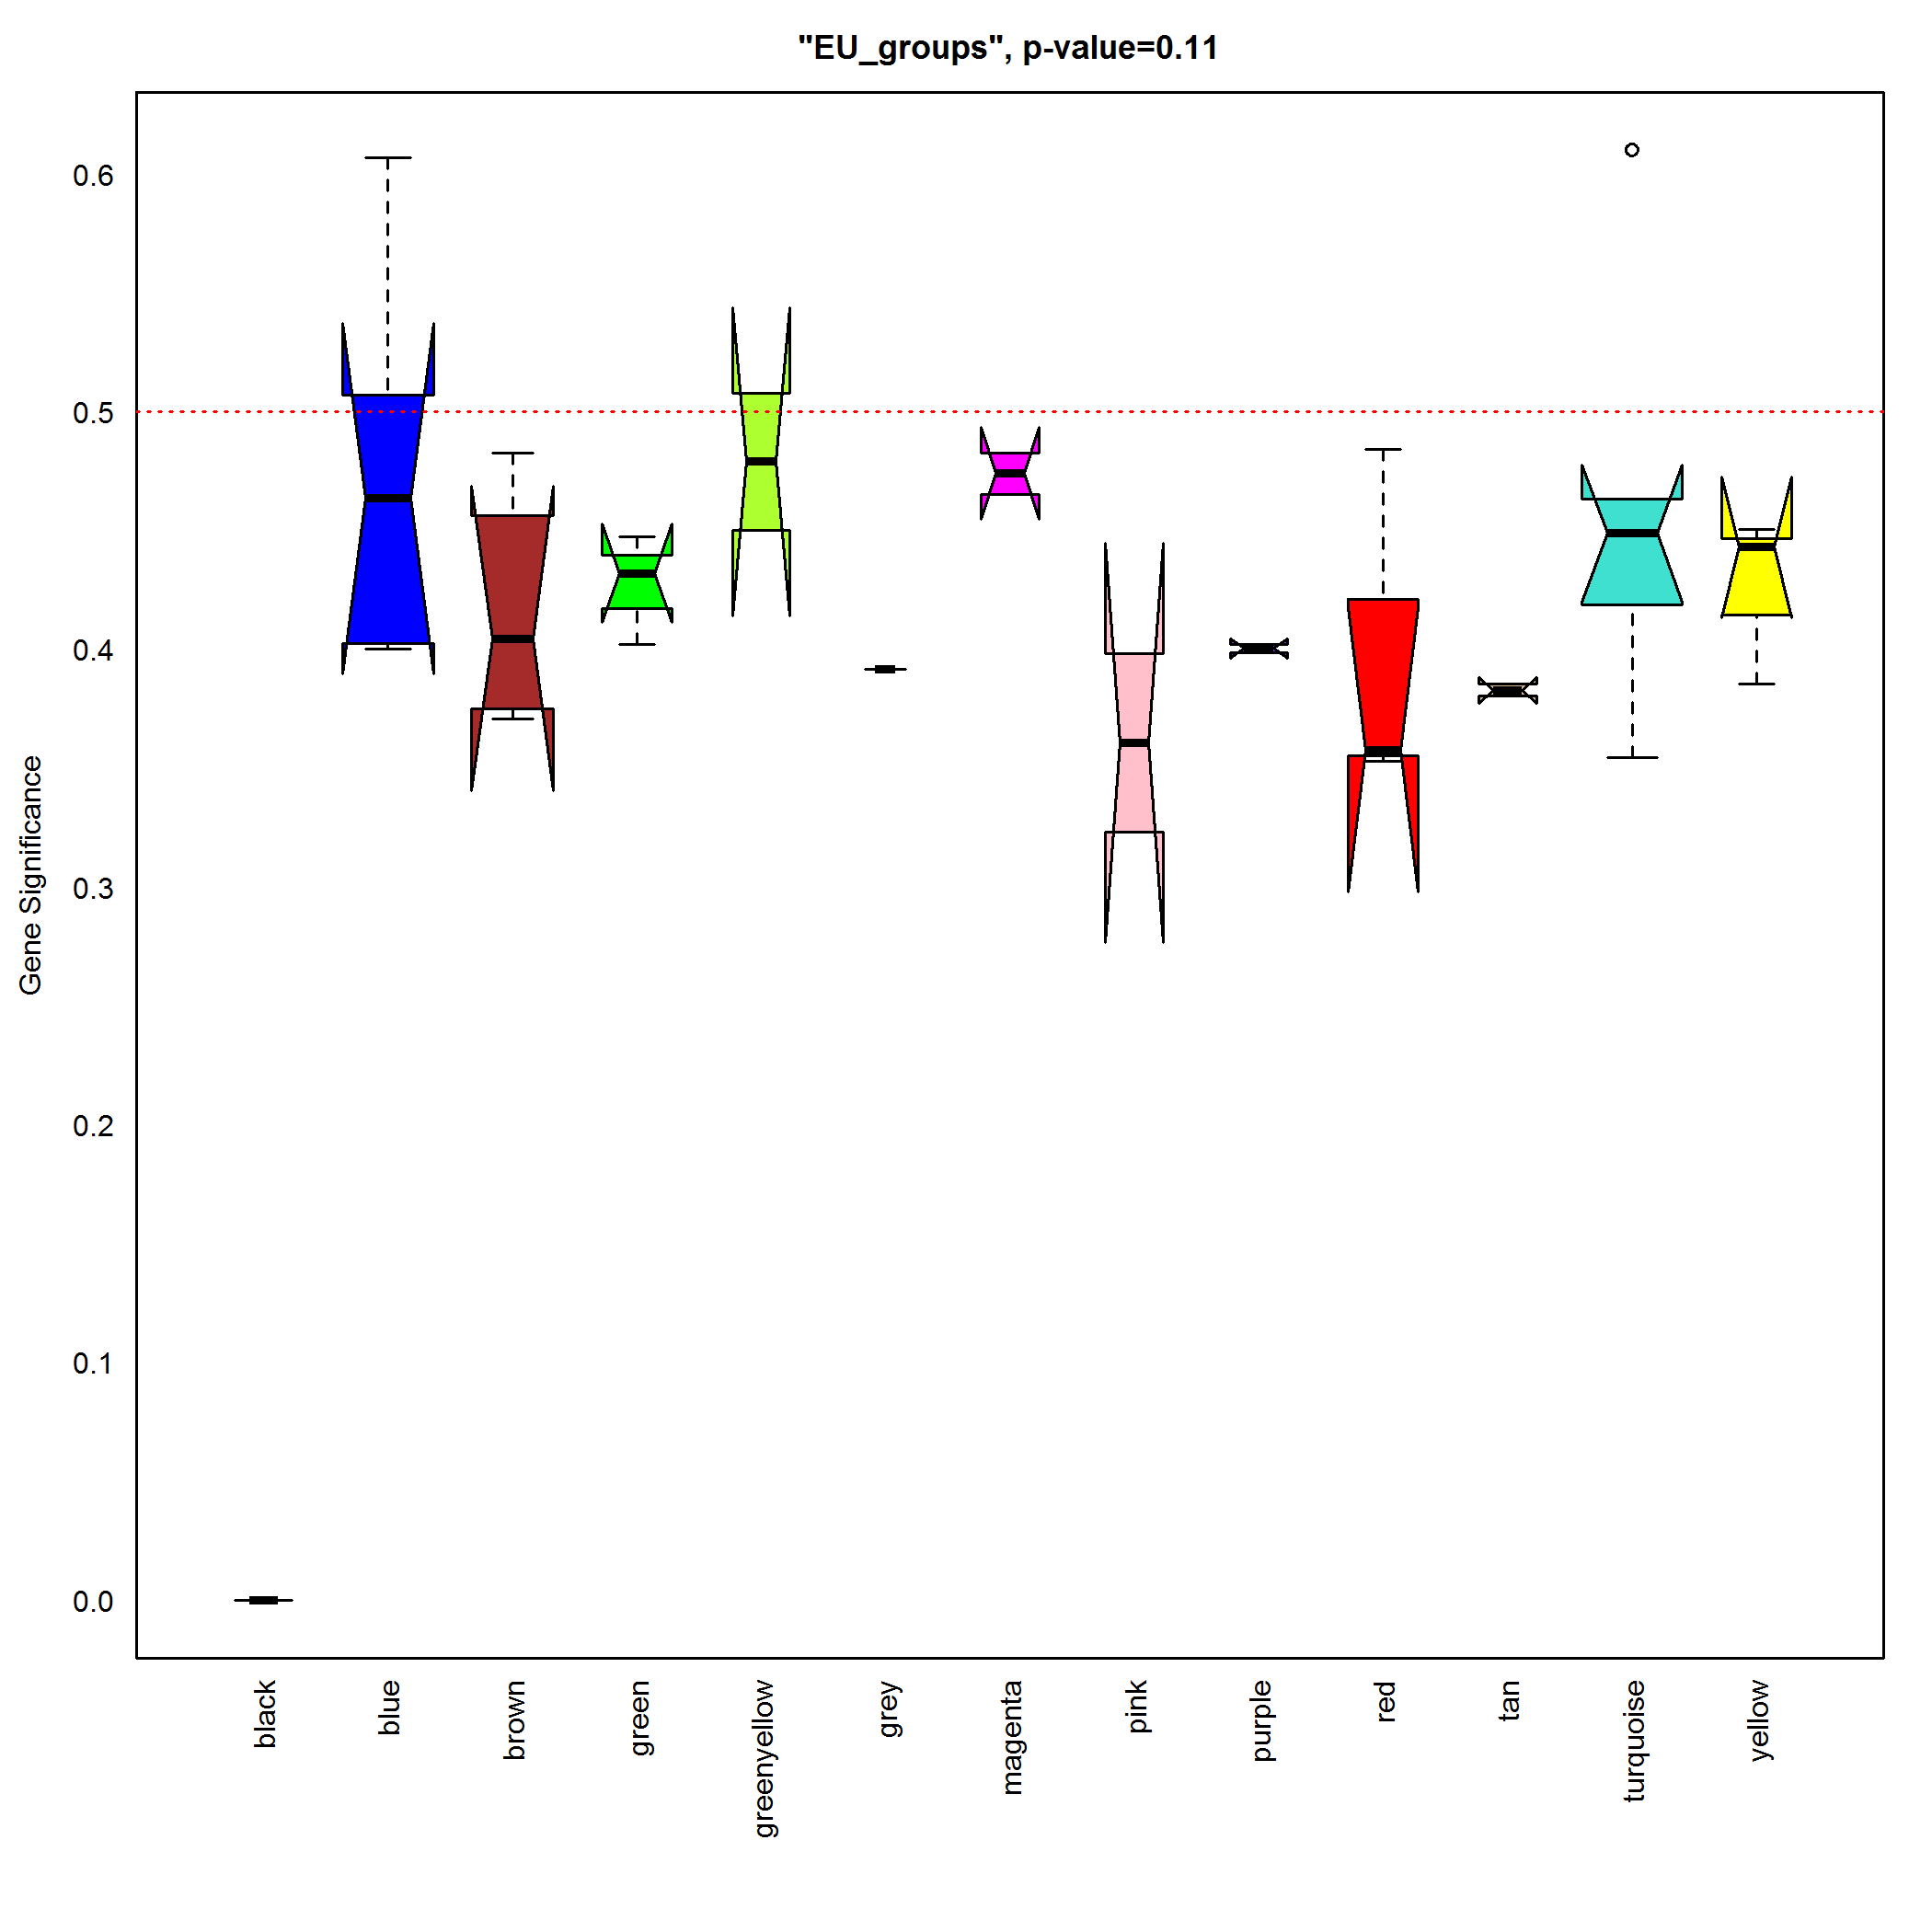 "EU_groups", p-value=0.11
Gene Significance
0.6
0.5
0.4
0.3
0.2
0.1
0.0
black
blue
brown
green
greenyellow
grey
magenta
pink
purple
red
tan
turquoise
yellow